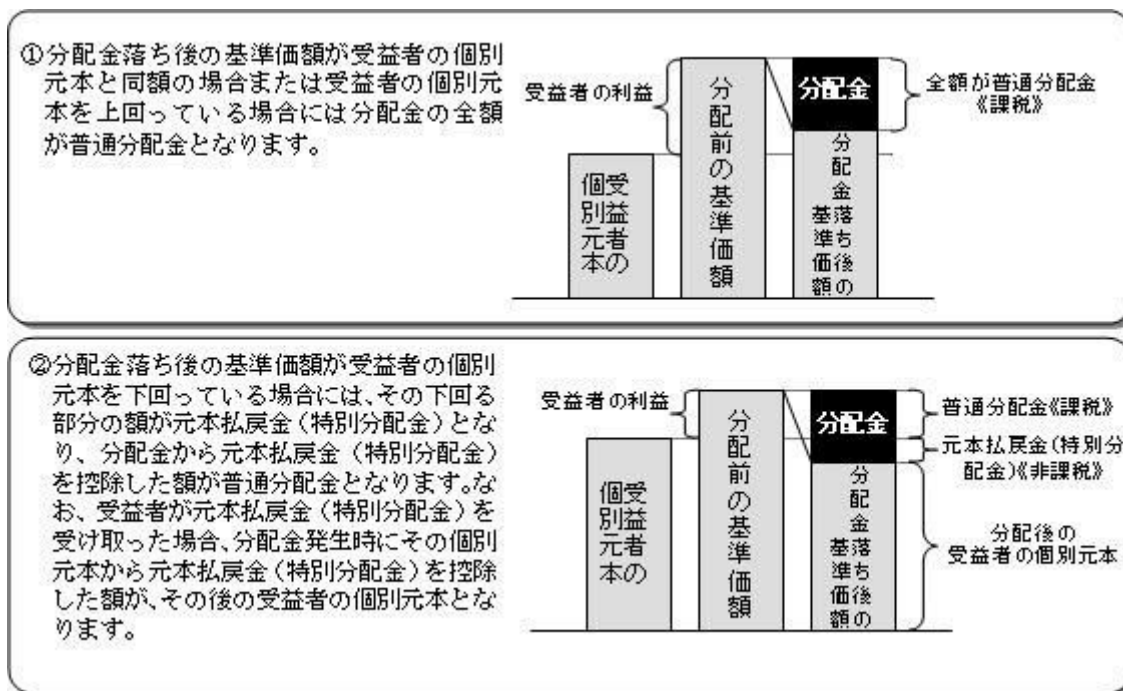 ①分配金落ち後の基準価額が受益者の個別
元本と同額の場合または受益者の個別元
本を上回っている場合には分配金の全額
が普通分配金となります。
受益者の利益
受益者の
個別元本
分配前の基準価額
分配金
分配金落ち後の
基準価額
全額が普通分配金
《課税》
②分配金落ち後の基準価額が受益者の個別
元本を下回っている場合には、その下回る
部分の額が元本払戻金（特別分配金）とな
り、分配金から元本払戻金（特別分配金）
を控除した額が普通分配金となります。な
お、受益者が元本払戻金（特別分配金）を
受け取った場合、分配金発生時にその個別
元本から元本払戻金（特別分配金）を控除
した額が、その後の受益者の個別元本とな
ります。
受益者の利益
受益者の
個別元本
分配前の基準価額
分配金
分配金落ち後の
基準価額
普通分配金《課税》
元本払戻金（特別分
配金）《非課税》
分配後の
受益者の個別元本